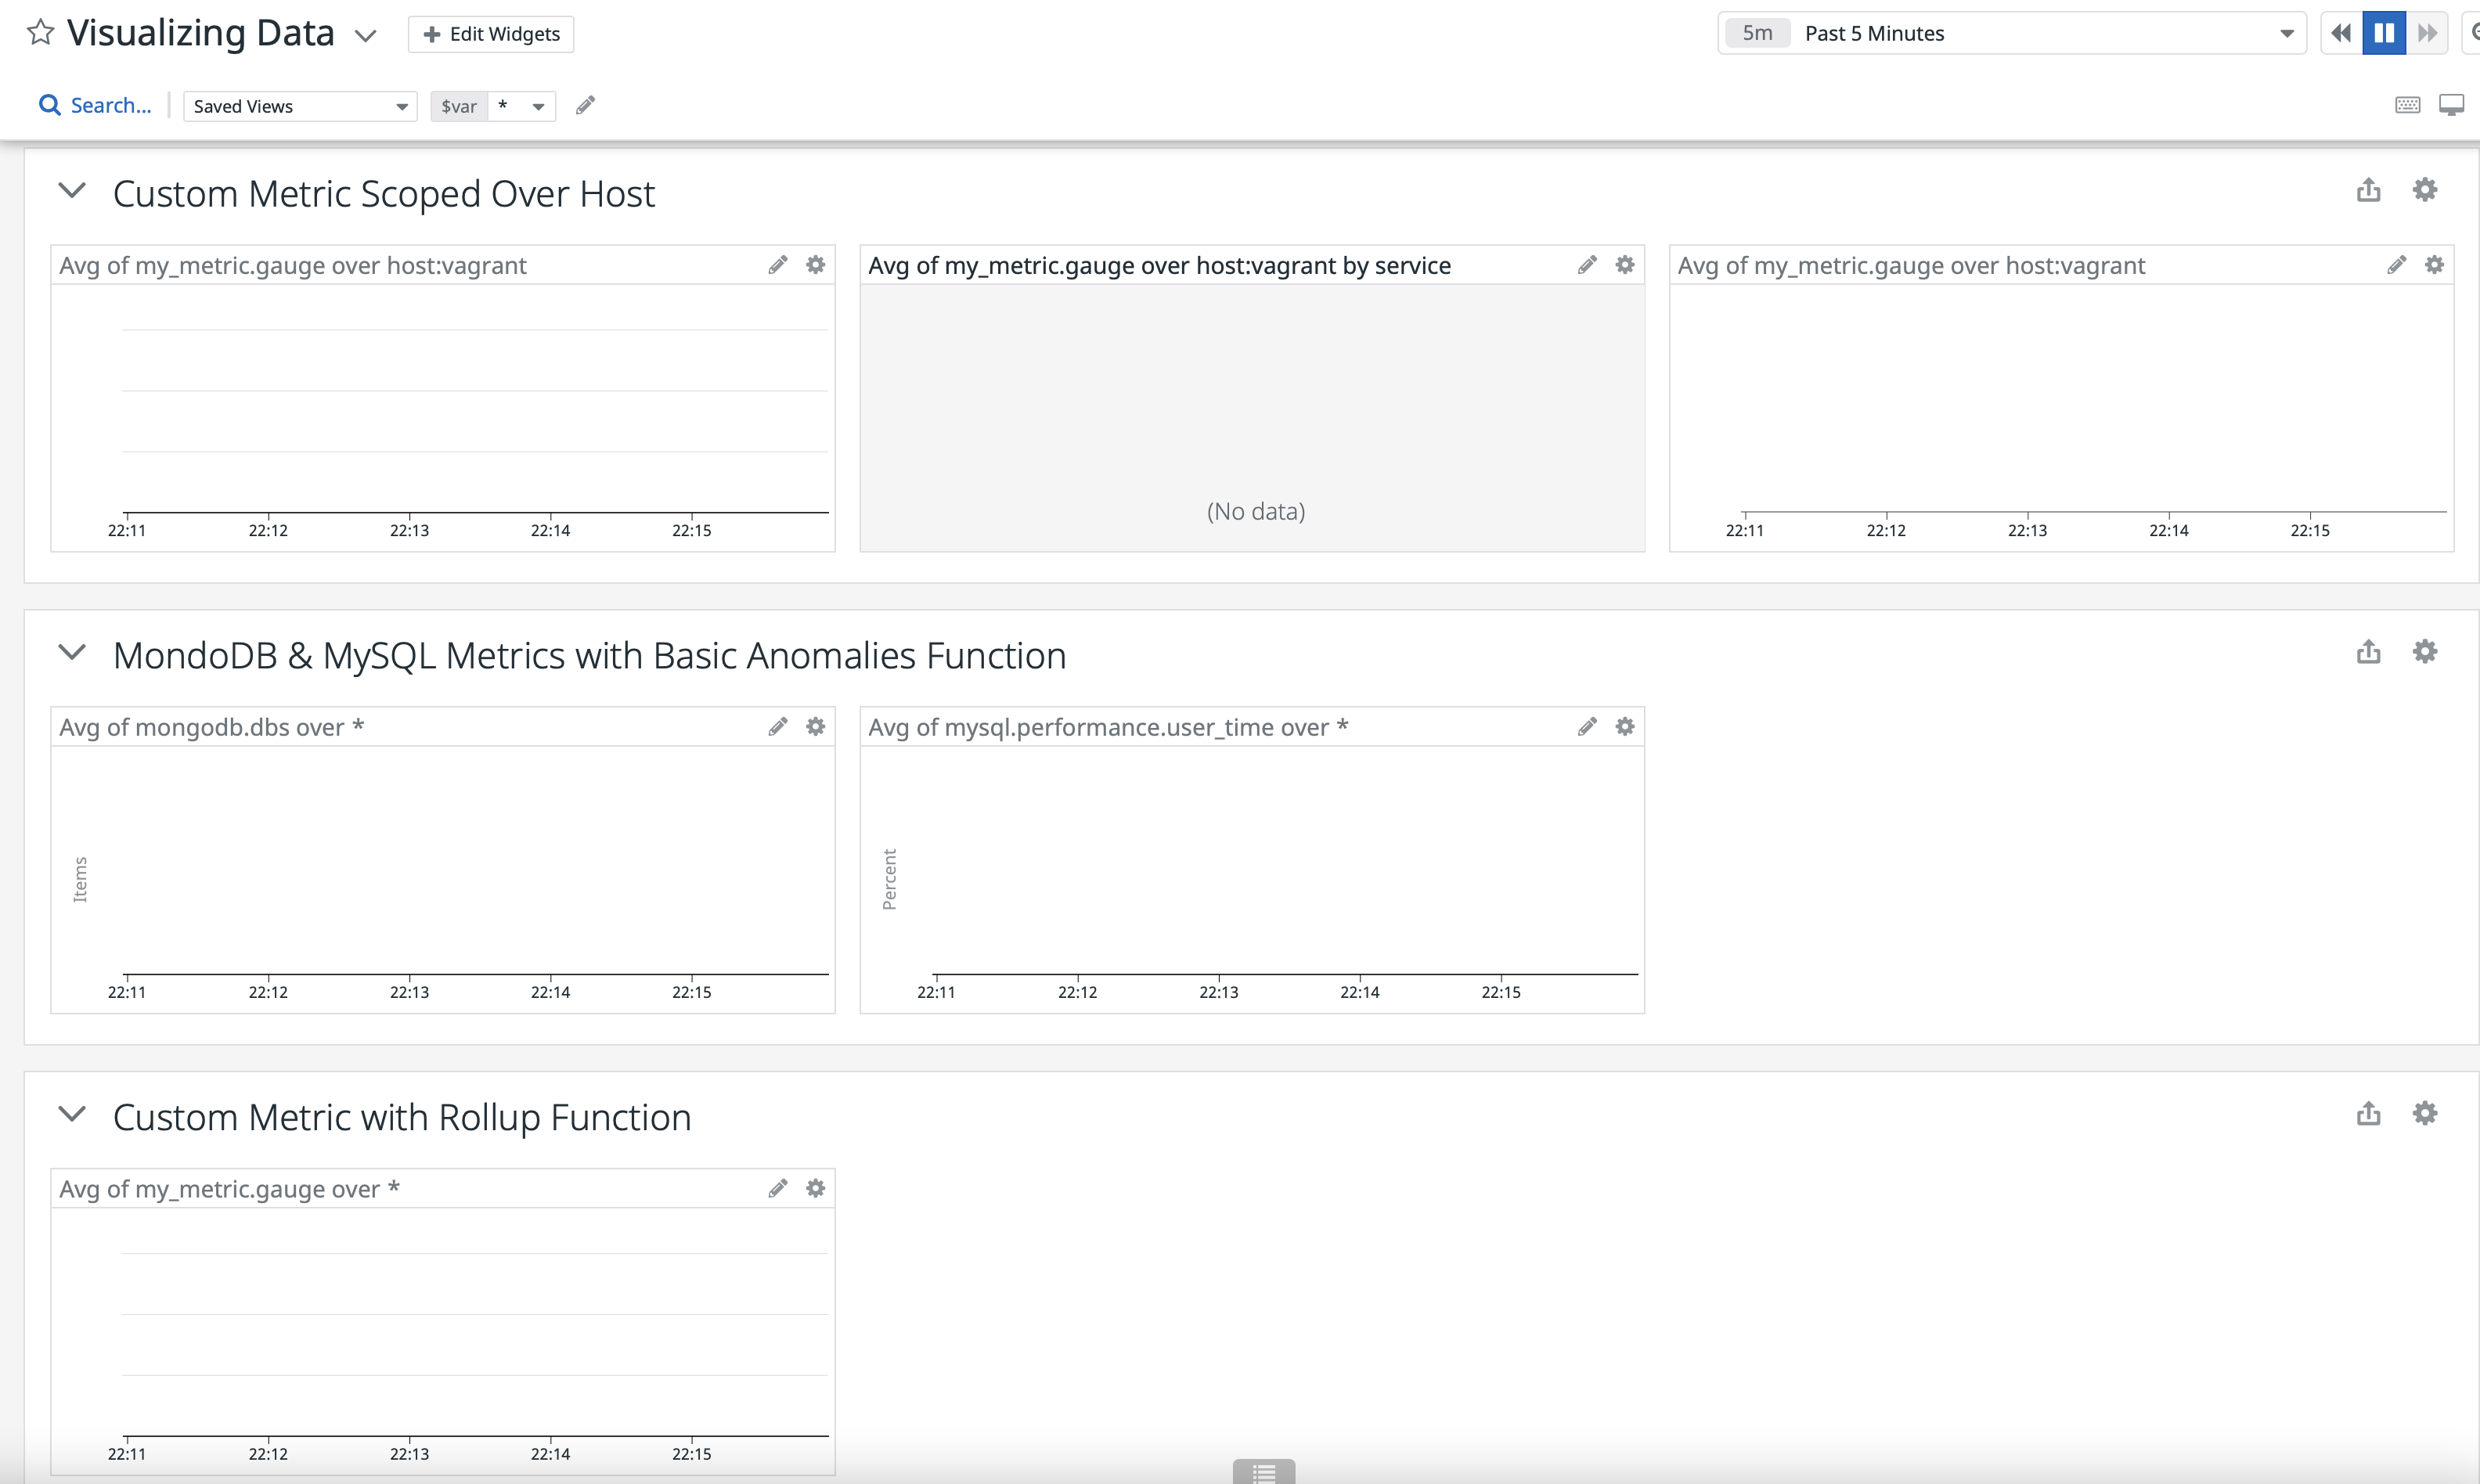 Visualizing Data
Edit Widgets
5m Past 5 Minutes
Search...
Saved Views
$var *
Custom Metric Scoped Over Host
Avg of my_metric.gauge over host:vagrant
22:11 22:12 22:13 22:14 22:15
Avg of my_metric.gauge over host:vagrant by service
(No data)
Avg of my_metric.gauge over host:vagrant
22:11 22:12 22:13 22:14 22:15
MondoDB & MySQL Metrics with Basic Anomalies Function
Avg of mongodb.dbs over *
Items
22:11 22:12 22:13 22:14 22:15
Avg of mysql.performance.user_time over *
Percent
22:11 22:12 22:13 22:14 22:15
Custom Metric with Rollup Function
Avg of my_metric.gauge over *
22:11 22:12 22:13 22:14 22:15